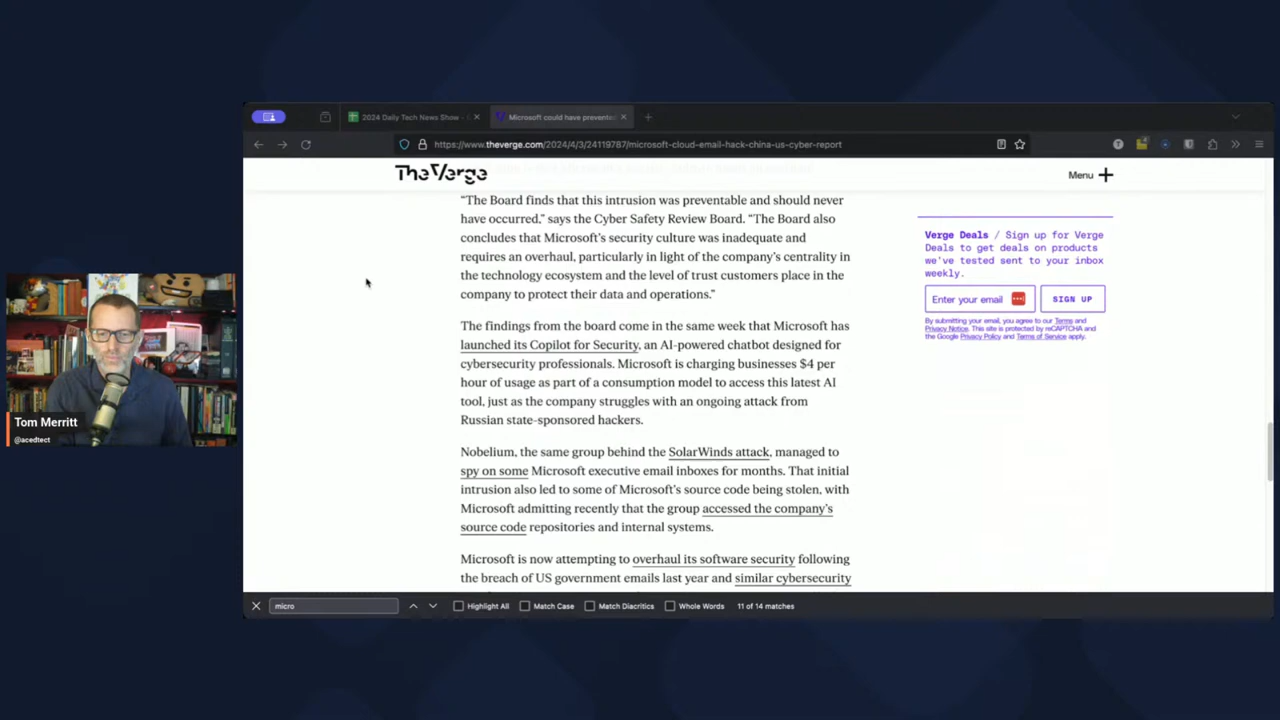 2024 Daily Tech News Show -
Microsoft could have prevente
https://www.theverge.com/2024/4/3/24119787/microsoft-cloud-email-hack-china-us-cyber-report
TheVerge
Menu
“The Board finds that this intrusion was preventable and should never
have occurred,” says the Cyber Safety Review Board. “The Board also
concludes that Microsoft’s security culture was inadequate and
requires an overhaul, particularly in light of the company’s centrality in
the technology ecosystem and the level of trust customers place in the
company to protect their data and operations.”
The findings from the board come in the same week that Microsoft has
launched its Copilot for Security, an AI-powered chatbot designed for
cybersecurity professionals. Microsoft is charging businesses $4 per
hour of usage as part of a consumption model to access this latest AI
tool, just as the company struggles with an ongoing attack from
Russian state-sponsored hackers.
Nobelium, the same group behind the SolarWinds attack, managed to
spy on some Microsoft executive email inboxes for months. That initial
intrusion also led to some of Microsoft’s source code being stolen, with
Microsoft admitting recently that the group accessed the company’s
source code repositories and internal systems.
Microsoft is now attempting to overhaul its software security following
the breach of US government emails last year and similar cybersecurity
Verge Deals / Sign up for Verge
Deals to get deals on products
we've tested sent to your inbox
weekly.
Enter your email
SIGN UP
By submitting your email, you agree to our Terms and
Privacy Notice. This site is protected by reCAPTCHA and
the Google Privacy Policy and Terms of Service apply.
Tom Merritt
@acedtect
micro
Highlight All
Match Case
Match Diacritics
Whole Words
11 of 14 matches